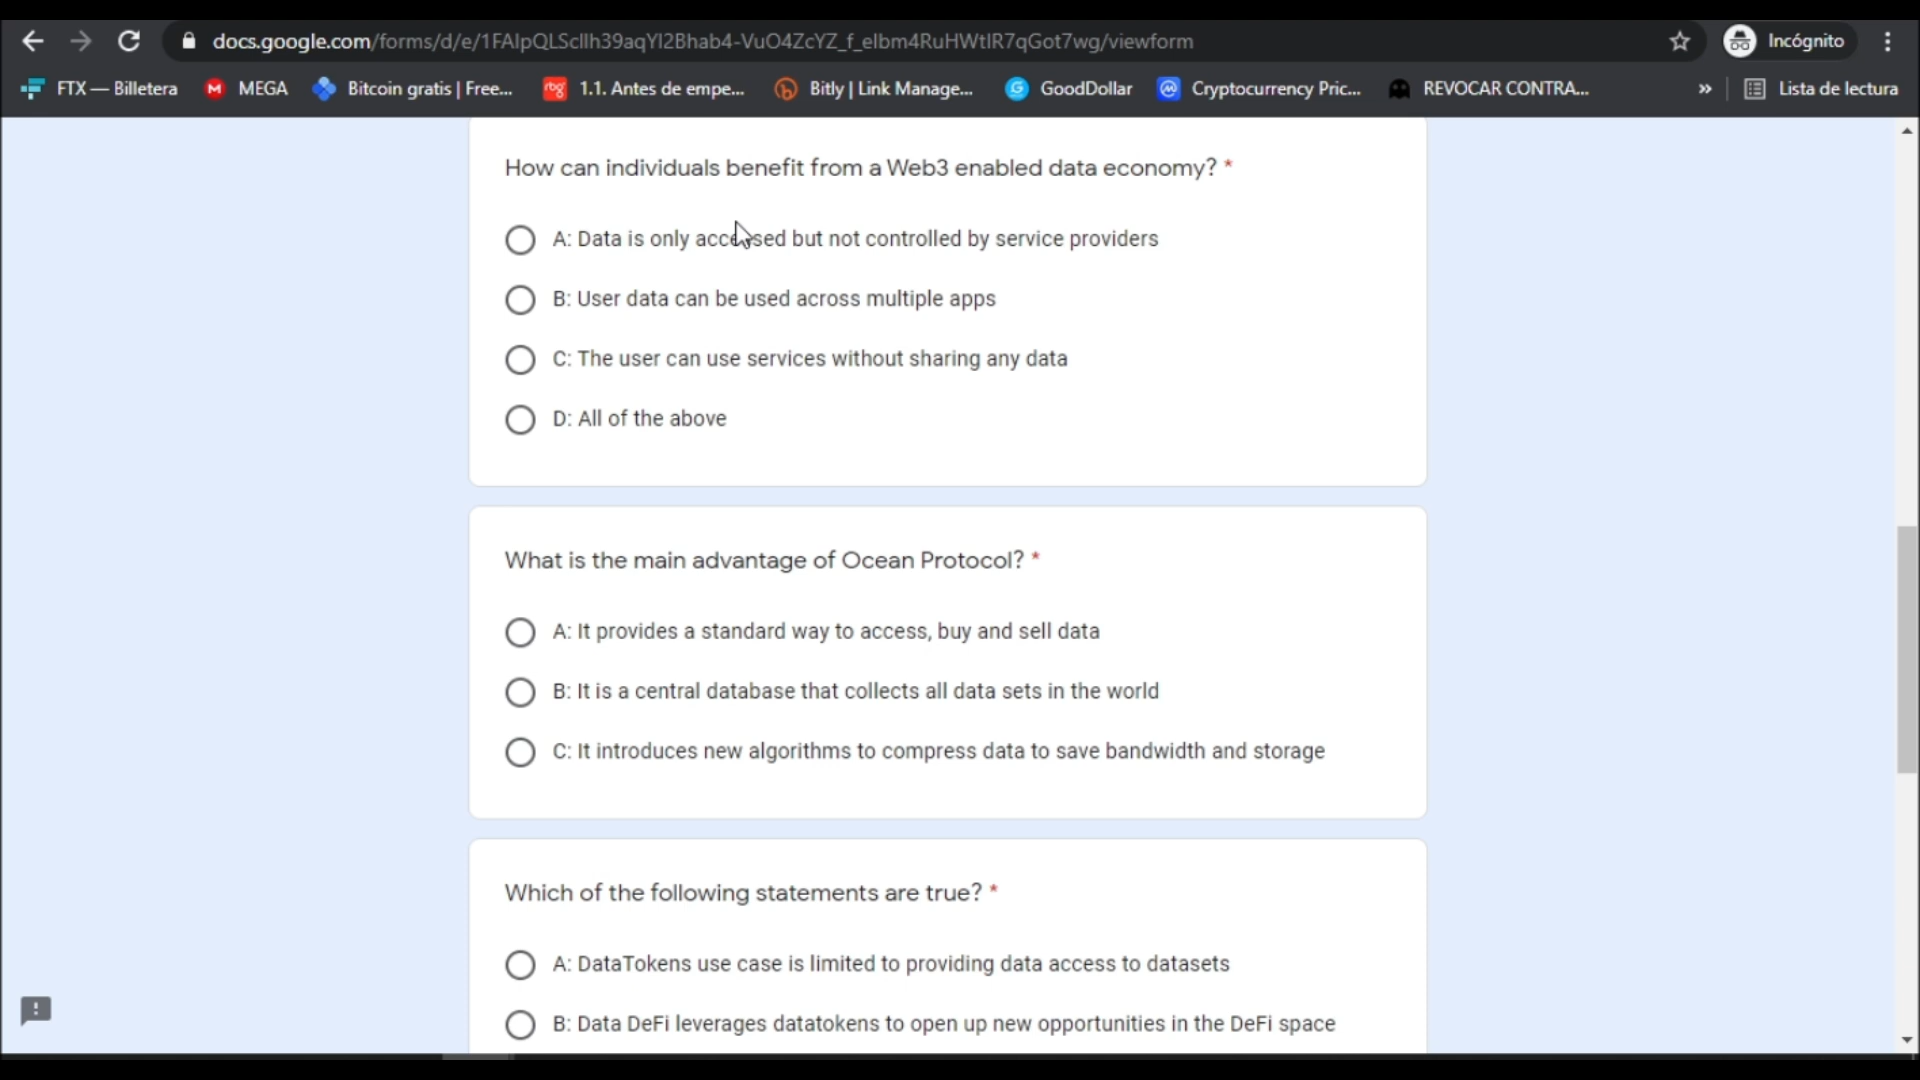 docs.google.com/forms/d/e/1FAIpQLScIlh39aqYl2Bhab4-VuO4ZcYZ_f_elbm4RuHWtlR7qGot7wg/viewform
Incógnito
FTX — Billetera
MEGA
Bitcoin gratis | Free...
rbg
1.1. Antes de empe...
Bitly | Link Manage...
GoodDollar
Cryptocurrency Pric...
REVOCAR CONTRA...
»
Lista de lectura
How can individuals benefit from a Web3 enabled data economy? *
A: Data is only accessed but not controlled by service providers
B: User data can be used across multiple apps
C: The user can use services without sharing any data
D: All of the above
What is the main advantage of Ocean Protocol? *
A: It provides a standard way to access, buy and sell data
B: It is a central database that collects all data sets in the world
C: It introduces new algorithms to compress data to save bandwidth and storage
Which of the following statements are true? *
A: DataTokens use case is limited to providing data access to datasets
B: Data DeFi leverages datatokens to open up new opportunities in the DeFi space